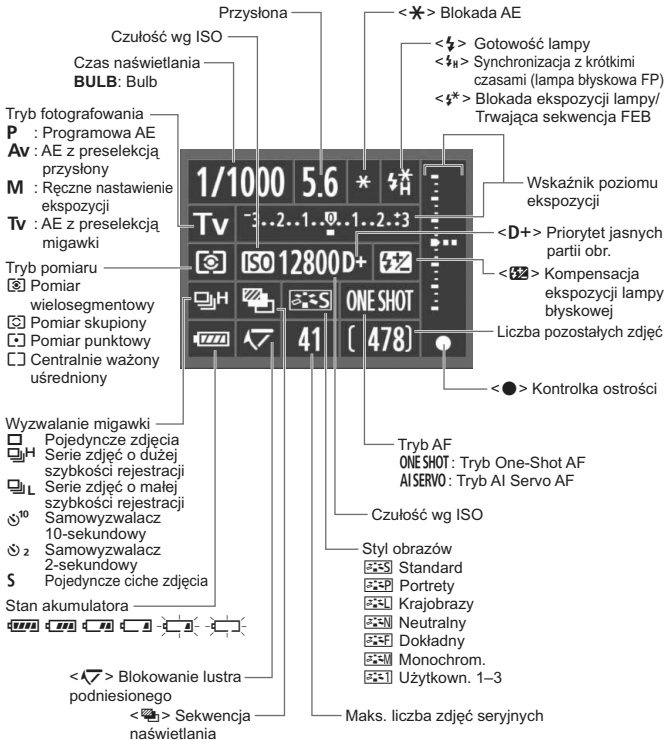 Przysłona
<✱> Blokada AE
Czułość wg ISO
Czas naświetlania
BULB: Bulb
<⚡> Gotowość lampy
<⚡H> Synchronizacja z krótkimi
czasami (lampa błyskowa FP)
<⚡*> Blokada ekspozycji lampy/
Trwająca sekwencja FEB
Tryb fotografowania
P : Programowa AE
Av : AE z preselekcją
przysłony
M : Ręczne nastawienie
ekspozycji
Tv : AE z preselekcją
migawki
1/1000 5.6 * ⚡*H
Tv -3..2..1..0..1..2..+3
ISO 12800 D+
H S ONE SHOT
41 [ 478]
Wskaźnik poziomu
ekspozycji
<D+> Priorytet jasnych
partii obr.
Kompensacja
ekspozycji lampy
błyskowej
Liczba pozostałych zdjęć
<●> Kontrolka ostrości
Tryb pomiaru
Pomiar
wielosegmentowy
Pomiar skupiony
Pomiar punktowy
Centralnie ważony
uśredniony
Wyzwalanie migawki
Pojedyncze zdjęcia
H Serie zdjęć o dużej
szybkości rejestracji
L Serie zdjęć o małej
szybkości rejestracji
10 Samowyzwalacz
10-sekundowy
2 Samowyzwalacz
2-sekundowy
S Pojedyncze ciche zdjęcia
Stan akumulatora
Tryb AF
ONE SHOT : Tryb One-Shot AF
AI SERVO : Tryb AI Servo AF
Czułość wg ISO
Styl obrazów
S Standard
P Portrety
L Krajobrazy
N Neutralny
F Dokładny
M Monochrom.
1 Użytkown. 1–3
Blokowanie lustra
podniesionego
Sekwencja
naświetlania
Maks. liczba zdjęć seryjnych